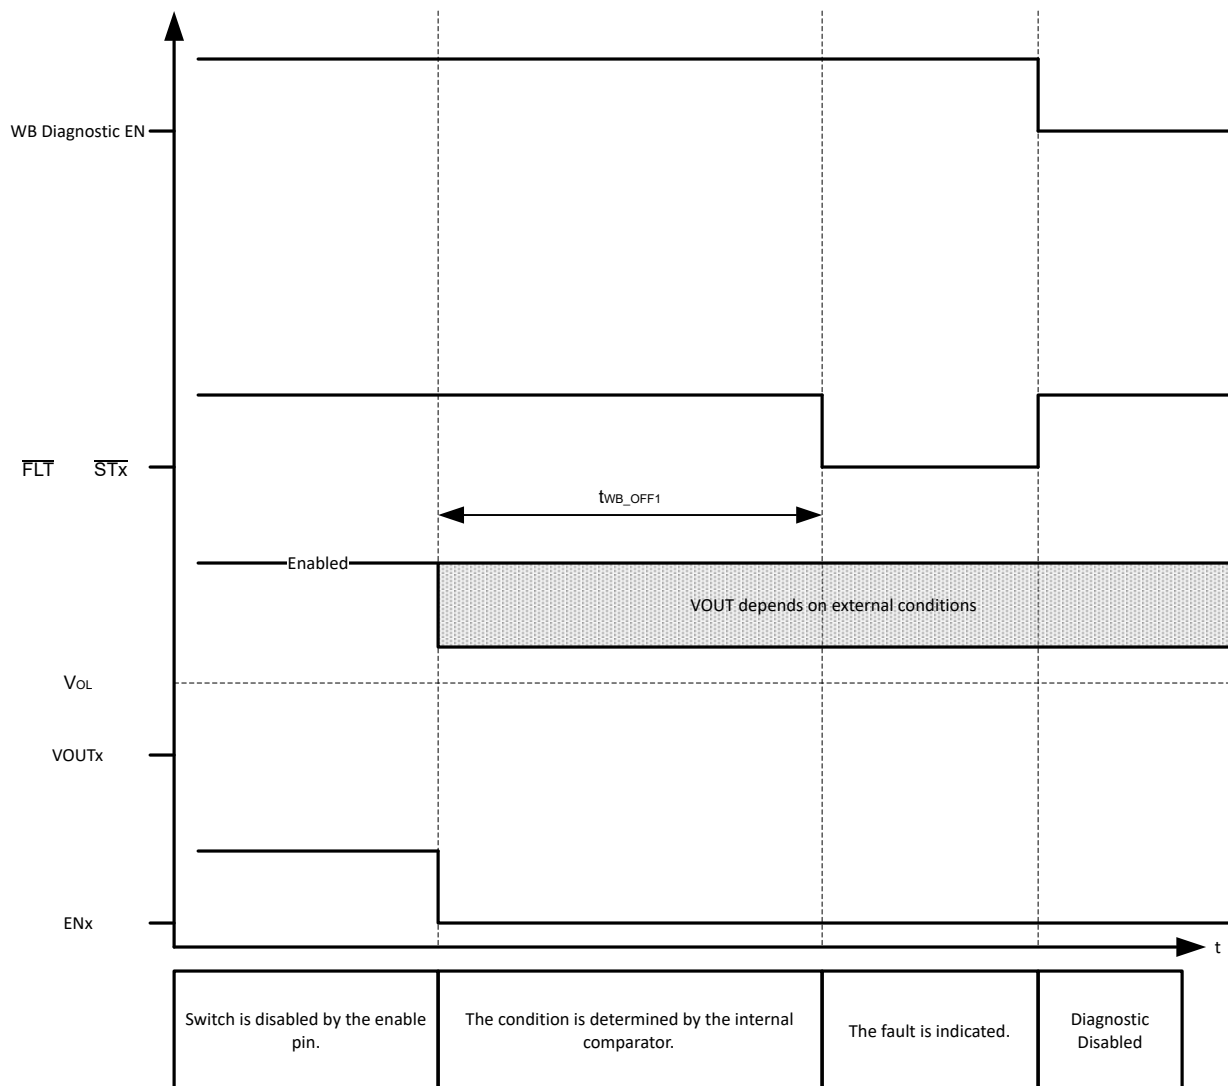 WB Diagnostic EN
FLT STx
tWB_OFF1
Enabled
VOUT depends on external conditions
VOL
VOUTx
ENx
t
Switch is disabled by the enable
pin.
The condition is determined by the internal
comparator.
The fault is indicated.
Diagnostic
Disabled